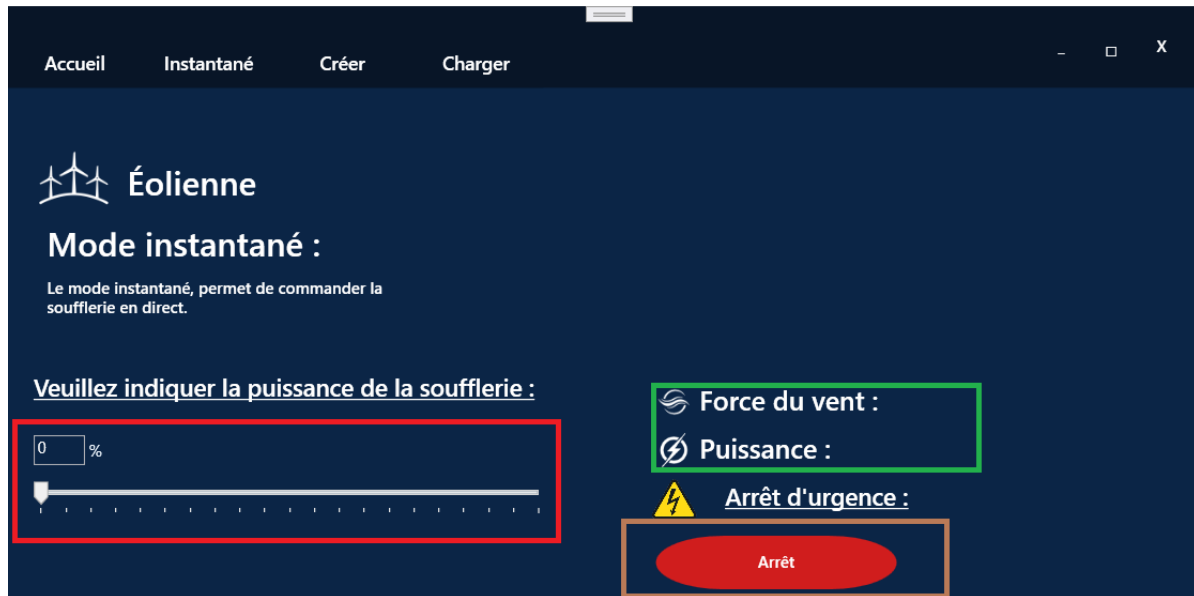 Accueil Instantané Créer Charger
X
Éolienne
Mode instantané :
Le mode instantané, permet de commander la
soufflerie en direct.
Veuillez indiquer la puissance de la soufflerie :
0 %
Force du vent :
Puissance :
Arrêt d'urgence :
Arrêt